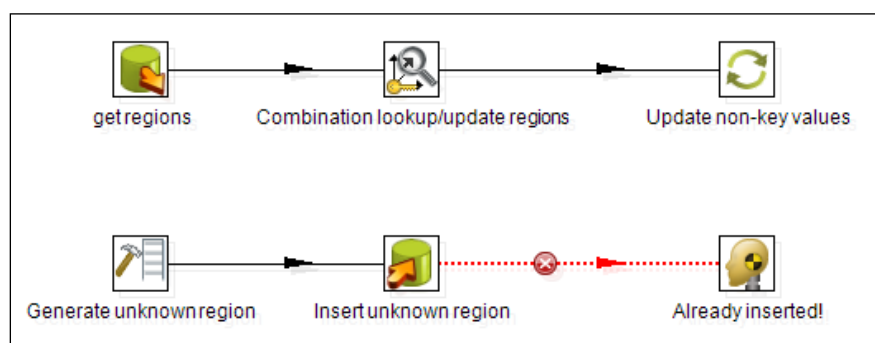 get regions
Combination lookup/update regions
Update non-key values
Generate unknown region
Insert unknown region
Already inserted!